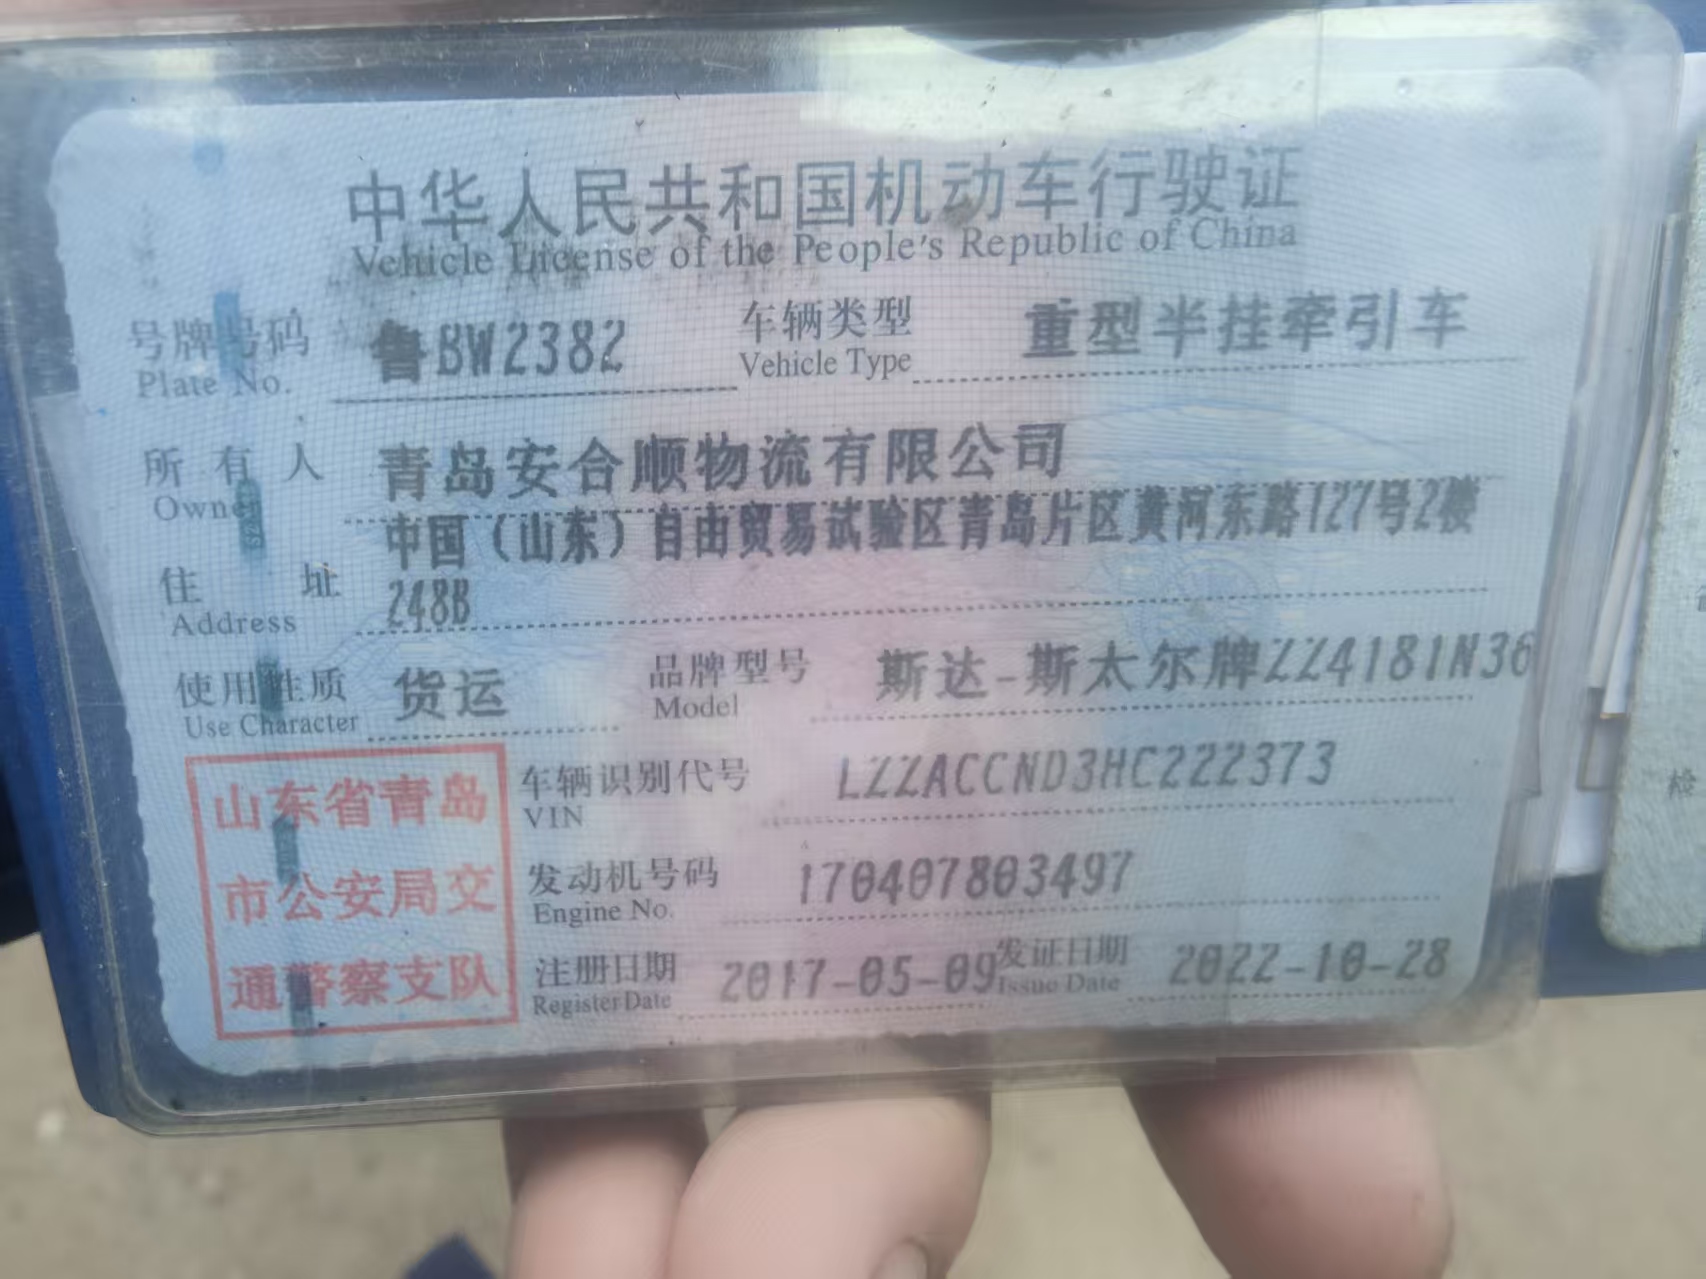 中华人民共和国机动车行驶证
Vehicle License of the People's Republic of China
号牌号码 鲁BW2382 车辆类型 重型半挂牵引车
Plate No. Vehicle Type
所有人 青岛安合顺物流有限公司
Owner
中国（山东）自由贸易试验区青岛片区黄河东路127号2楼
住址 248B
Address
使用性质 货运 品牌型号 斯达-斯太尔牌ZZ4181N36
Use Character Model
山东省青岛
市公安局交
通警察支队
车辆识别代号 LZZACCND3HC222373
VIN
发动机号码 170407803497
Engine No.
注册日期 2017-05-09 发证日期 2022-10-28
Register Date Issue Date
检